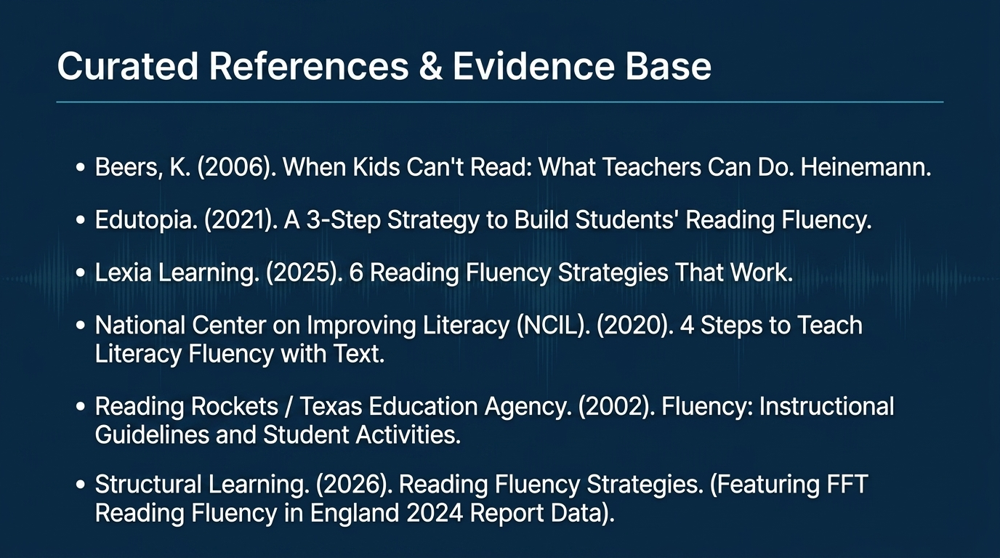 Curated References & Evidence Base
• Beers, K. (2006). When Kids Can't Read: What Teachers Can Do. Heinemann.
• Edutopia. (2021). A 3-Step Strategy to Build Students' Reading Fluency.
• Lexia Learning. (2025). 6 Reading Fluency Strategies That Work.
• National Center on Improving Literacy (NCIL). (2020). 4 Steps to Teach
Literacy Fluency with Text.
• Reading Rockets / Texas Education Agency. (2002). Fluency: Instructional
Guidelines and Student Activities.
• Structural Learning. (2026). Reading Fluency Strategies. (Featuring FFT
Reading Fluency in England 2024 Report Data).